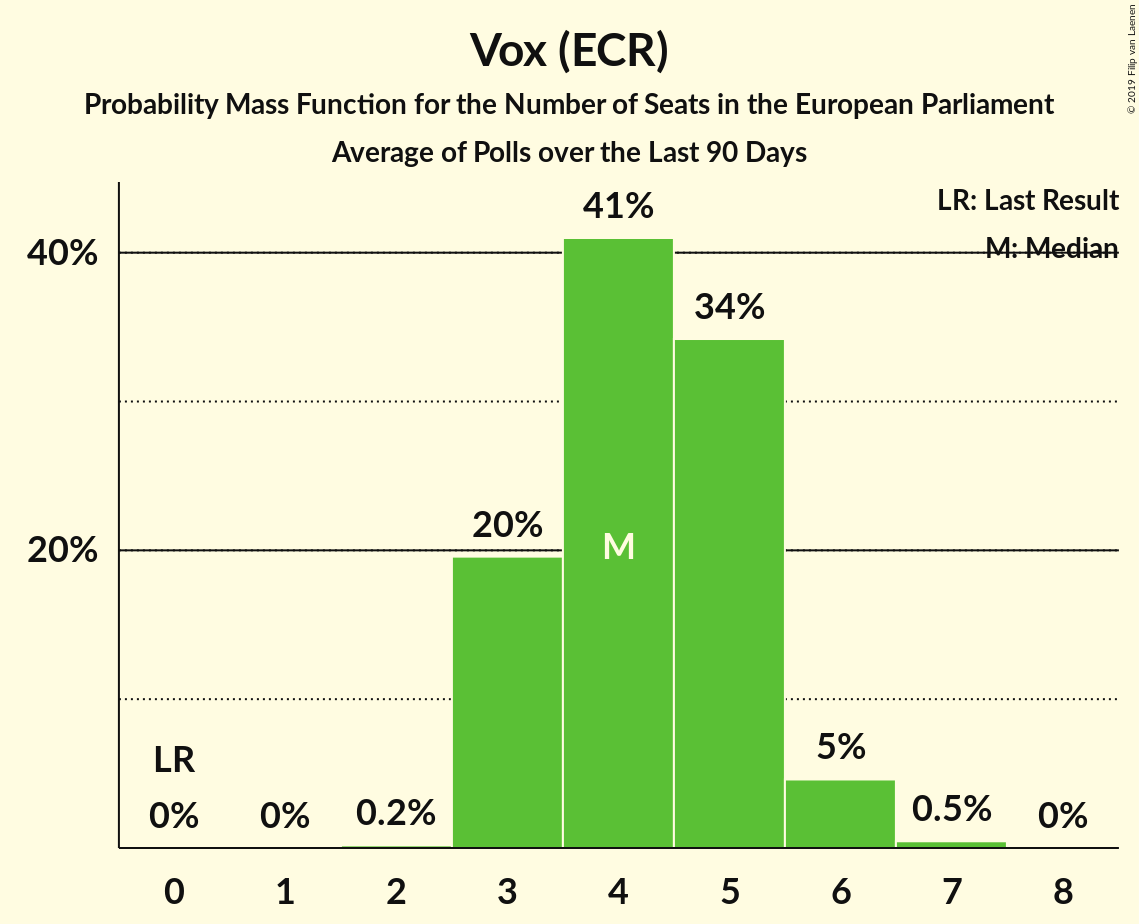 Vox (ECR)
Probability Mass Function for the Number of Seats in the European Parliament
Average of Polls over the Last 90 Days
© 2019 Filip van Laenen
LR: Last Result
M: Median
41%
40%
34%
20%
20%
M
LR
5%
0%
0%
0.2%
0.5%
0%
0 1 2 3 4 5 6 7 8